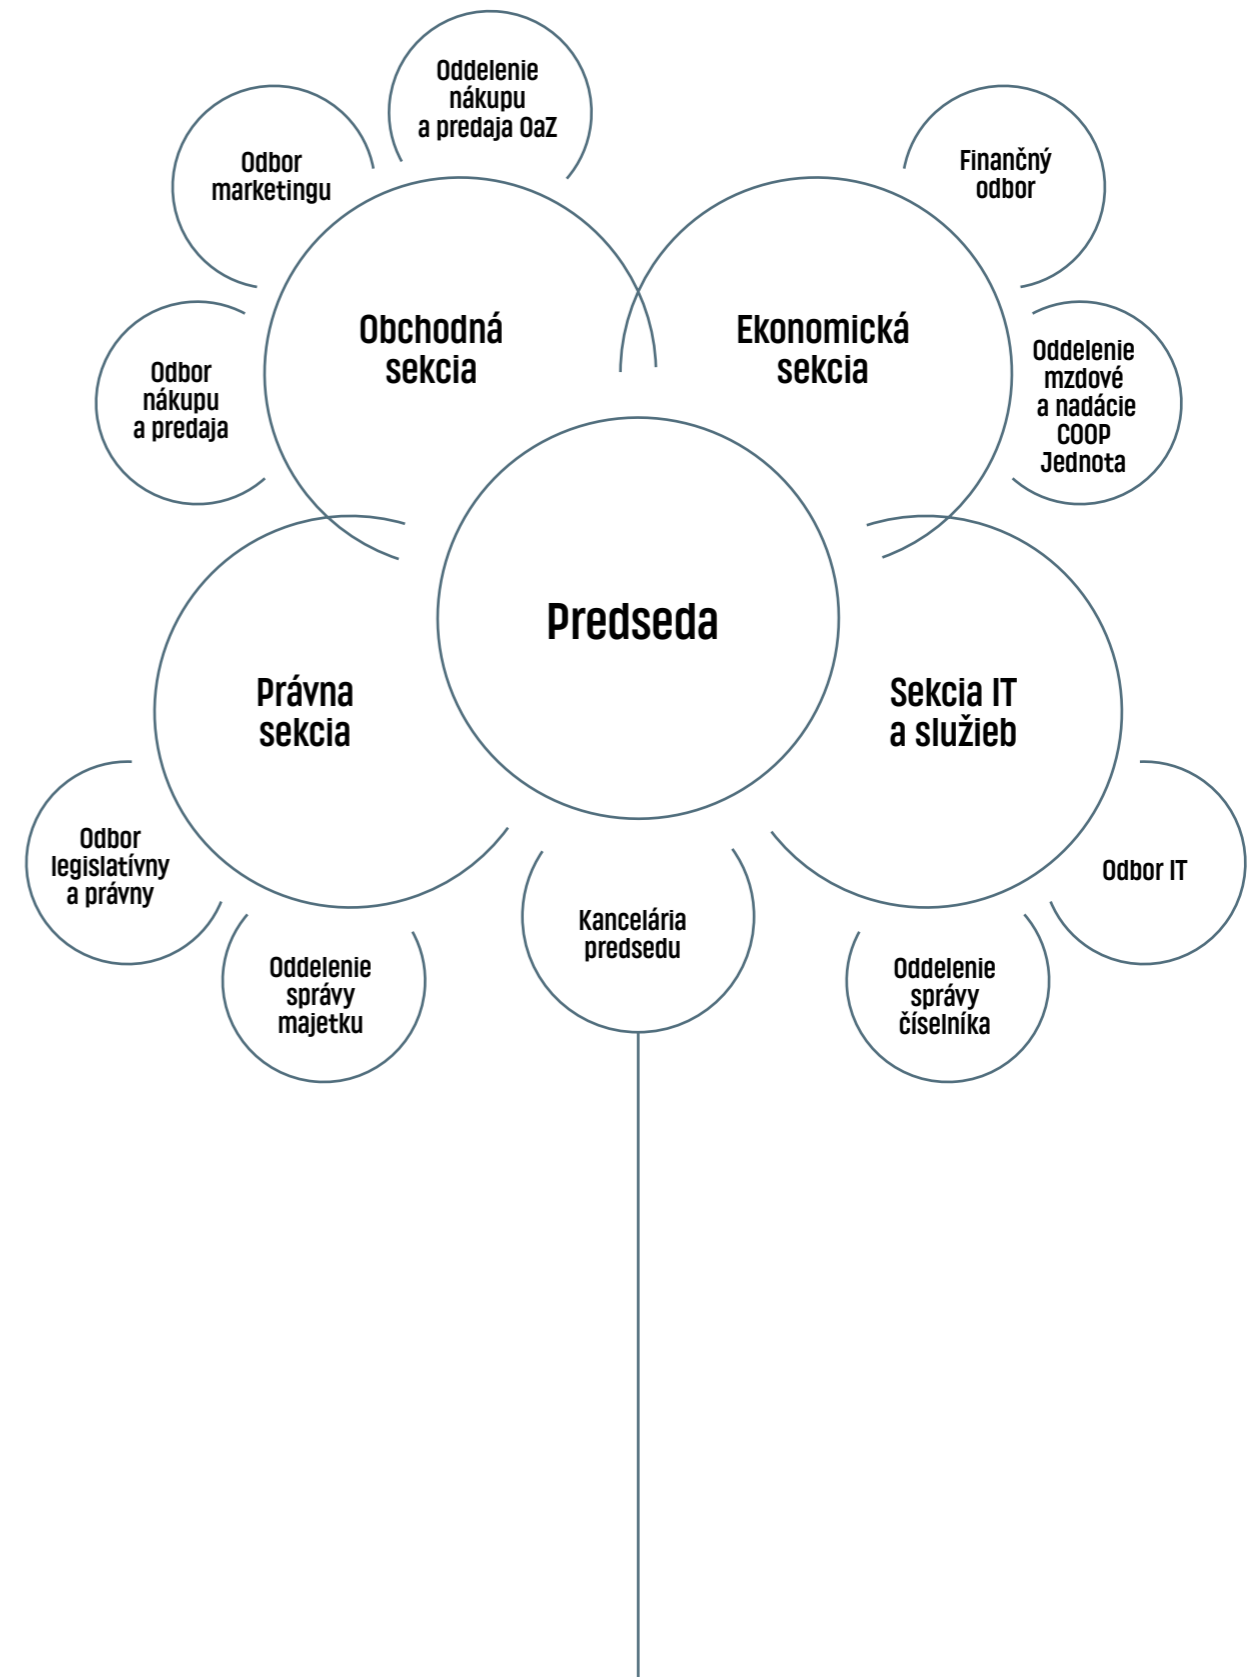 Oddelenie
nákupu
a predaja OaZ
Odbor
marketingu
Finančný
odbor
Odbor
nákupu
a predaja
Obchodná
sekcia
Ekonomická
sekcia
Oddelenie
mzdové
a nadácie
COOP
Jednota
Predseda
Právna
sekcia
Sekcia IT
a služieb
Odbor
legislatívny
a právny
Oddelenie
správy
majetku
Kancelária
predsedu
Oddelenie
správy
číselníka
Odbor IT